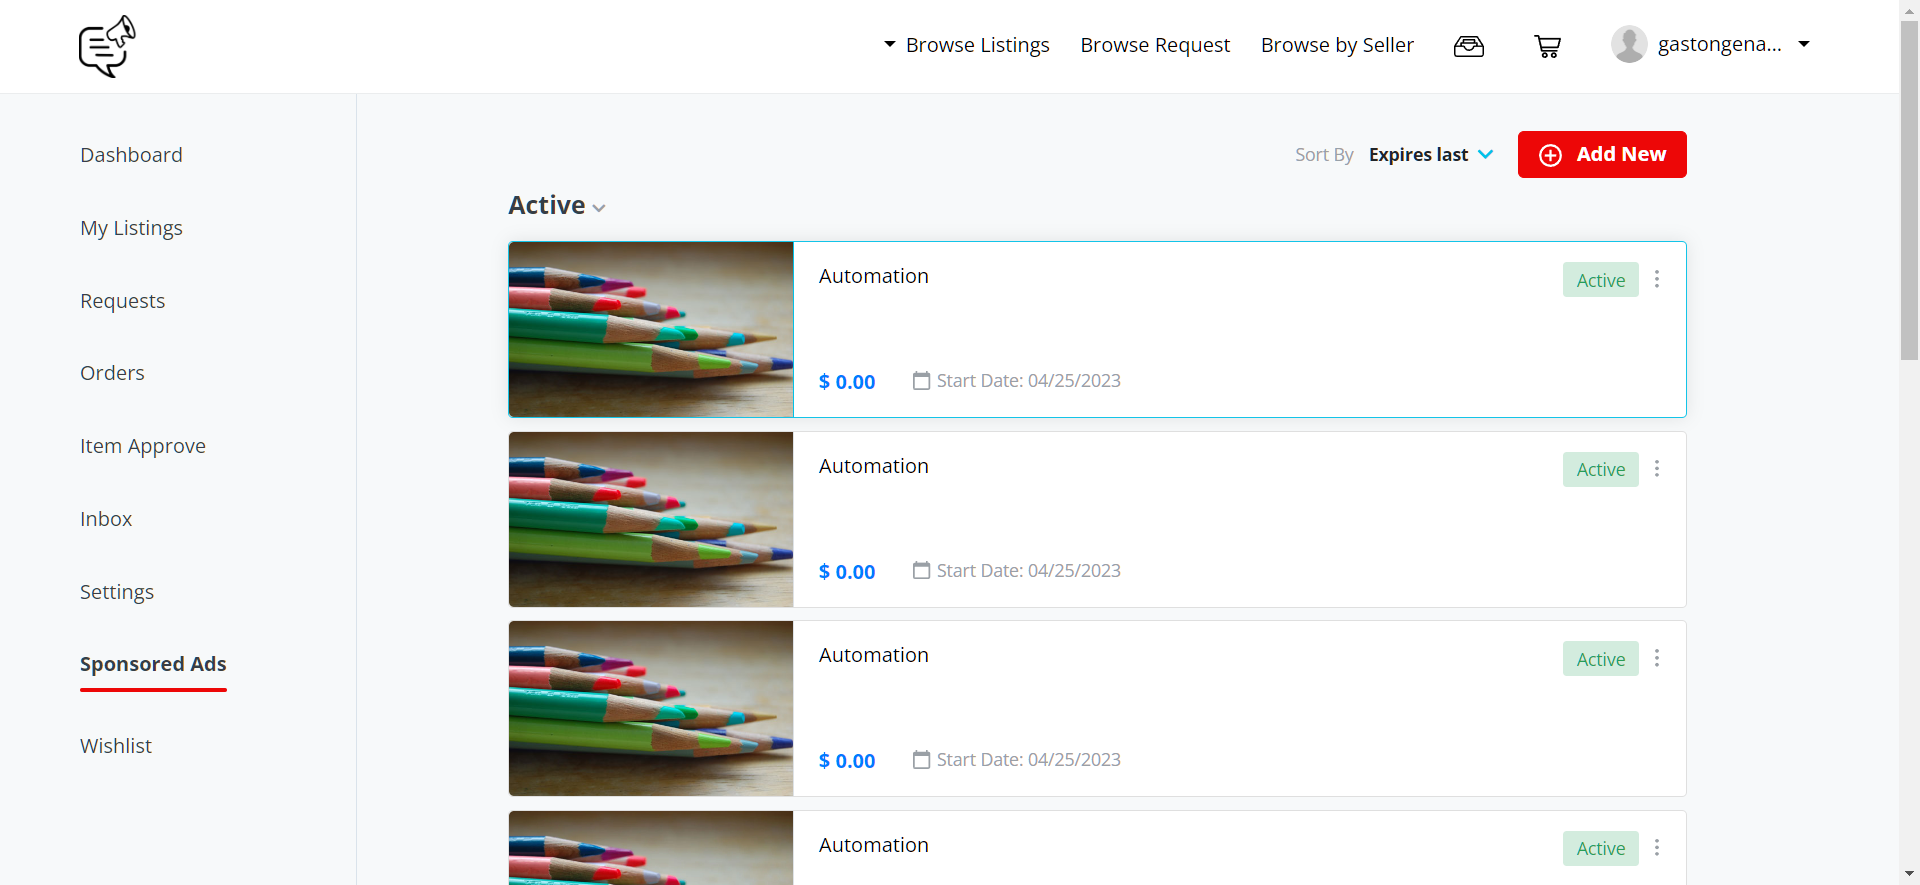 Browse Listings
Browse Request
Browse by Seller
gastongena...
Dashboard
My Listings
Requests
Orders
Item Approve
Inbox
Settings
Sponsored Ads
Wishlist
Sort By
Expires last
Add New
Active
Automation
Active
$ 0.00
Start Date: 04/25/2023
Automation
Active
$ 0.00
Start Date: 04/25/2023
Automation
Active
$ 0.00
Start Date: 04/25/2023
Automation
Active